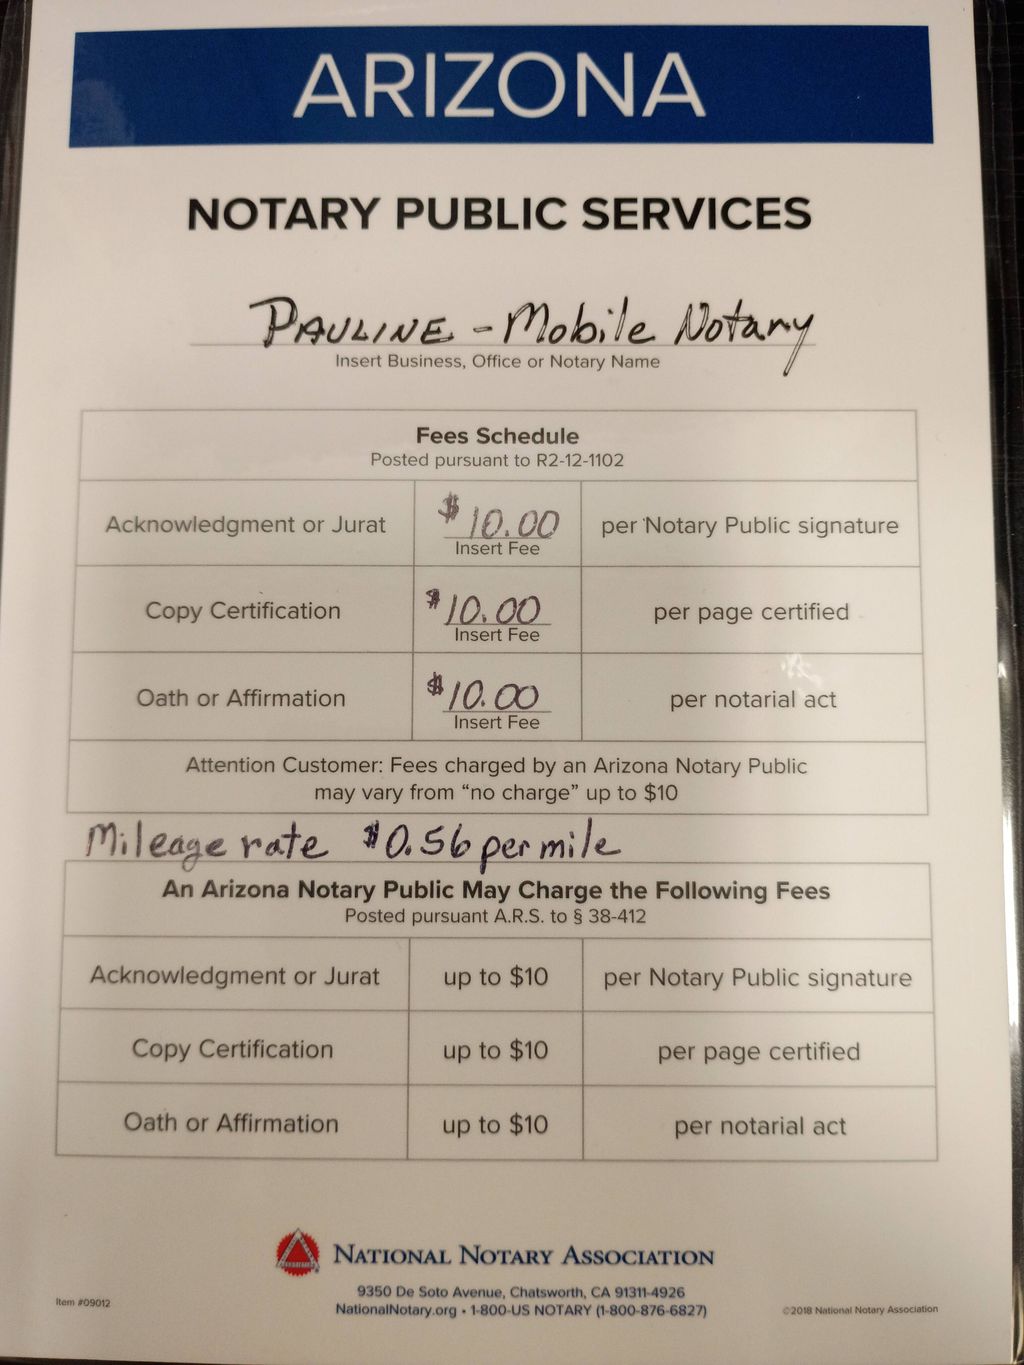 ARIZONA
NOTARY PUBLIC SERVICES
PAULINE - Mobile Notary
Insert Business, Office or Notary Name
Fees Schedule
Posted pursuant to R2-12-1102
Acknowledgment or Jurat $10.00 per Notary Public signature
Insert Fee
Copy Certification $10.00 per page certified
Insert Fee
Oath or Affirmation $10.00 per notarial act
Insert Fee
Attention Customer: Fees charged by an Arizona Notary Public
may vary from “no charge” up to $10
Mileage rate $0.56 per mile
An Arizona Notary Public May Charge the Following Fees
Posted pursuant A.R.S. to § 38-412
Acknowledgment or Jurat up to $10 per Notary Public signature
Copy Certification up to $10 per page certified
Oath or Affirmation up to $10 per notarial act
NATIONAL NOTARY ASSOCIATION
9350 De Soto Avenue, Chatsworth, CA 91311-4926
NationalNotary.org • 1-800-US NOTARY (1-800-876-6827)
Item #09012
©2018 National Notary Association